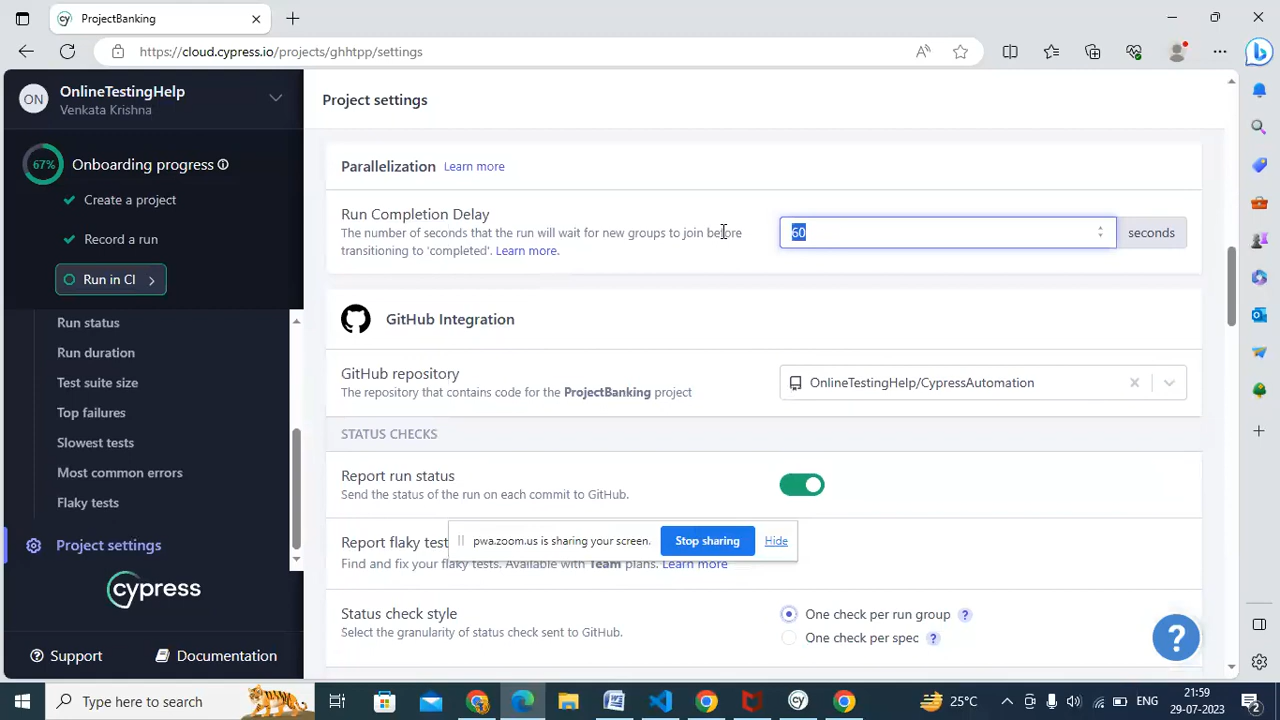 ProjectBanking
https://cloud.cypress.io/projects/ghhtpp/settings
ON
OnlineTestingHelp
Venkata Krishna
67%
Onboarding progress
Create a project
Record a run
Run in CI
Run status
Run duration
Test suite size
Top failures
Slowest tests
Most common errors
Flaky tests
Project settings
cypress
Support
Documentation
Project settings
Parallelization Learn more
Run Completion Delay
The number of seconds that the run will wait for new groups to join before
transitioning to 'completed'. Learn more.
60
seconds
GitHub Integration
GitHub repository
The repository that contains code for the ProjectBanking project
OnlineTestingHelp/CypressAutomation
STATUS CHECKS
Report run status
Send the status of the run on each commit to GitHub.
pwa.zoom.us is sharing your screen.
Stop sharing
Hide
Report flaky test
Find and fix your flaky tests. Available with Team plans. Learn more
Status check style
Select the granularity of status check sent to GitHub.
One check per run group ?
One check per spec ?
?
Type here to search
25°C
ENG
21:59
29-07-2023
2